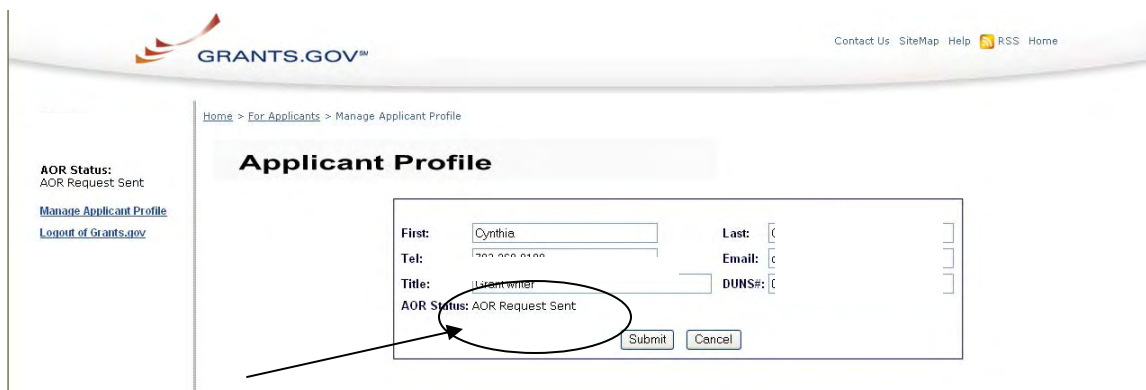 GRANTS.GOV℠
Contact Us SiteMap Help RSS Home
Home > For Applicants > Manage Applicant Profile
AOR Status:
AOR Request Sent
Manage Applicant Profile
Logout of Grants.gov
Applicant Profile
First: Cynthia Last:
Tel: Email:
Title: Grantwriter DUNS#:
AOR Status: AOR Request Sent
Submit Cancel